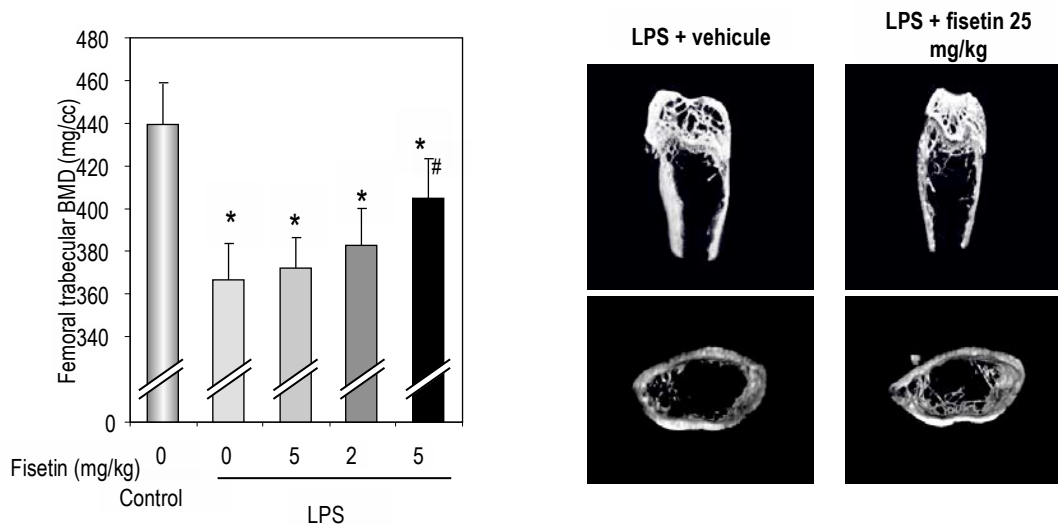 480
460
440
420
400
380
360
340
0
Femoral trabecular BMD (mg/cc)
*
*
*
*
#
Fisetin (mg/kg)
0
0
5
2
5
Control
LPS
LPS + vehicule
LPS + fisetin 25
mg/kg